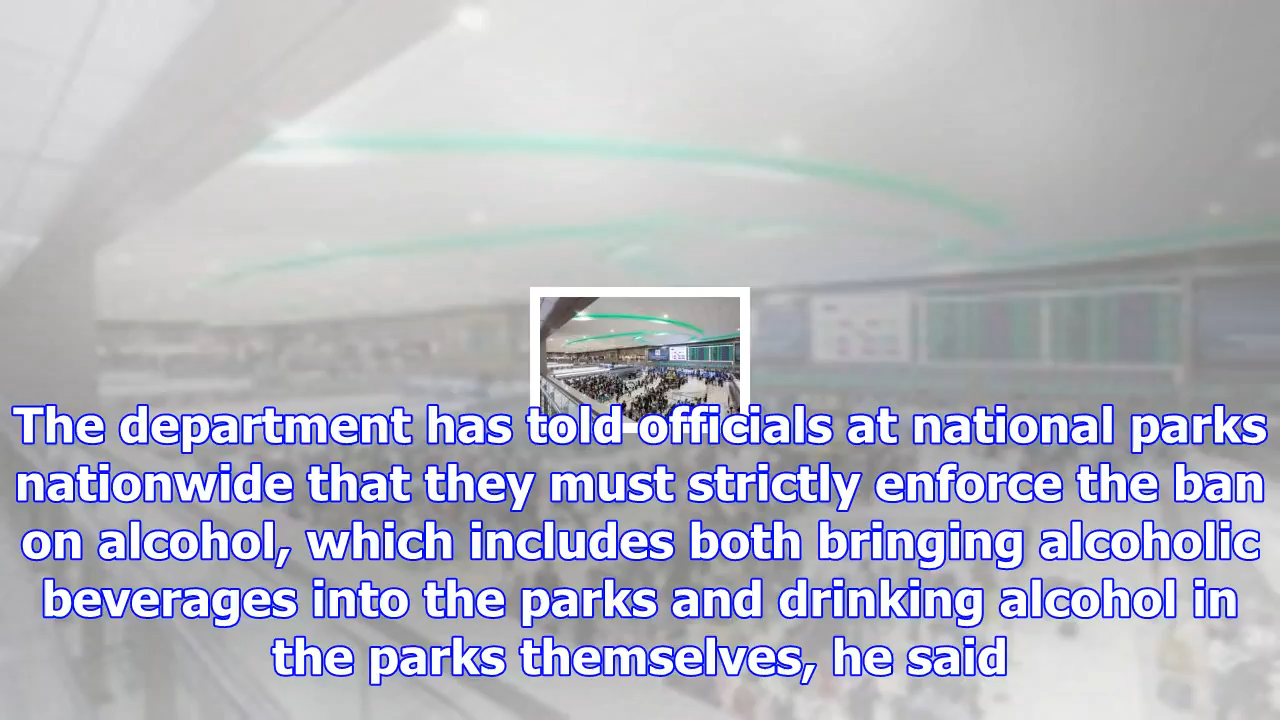 The department has told officials at national parks
nationwide that they must strictly enforce the ban
on alcohol, which includes both bringing alcoholic
beverages into the parks and drinking alcohol in
the parks themselves, he said